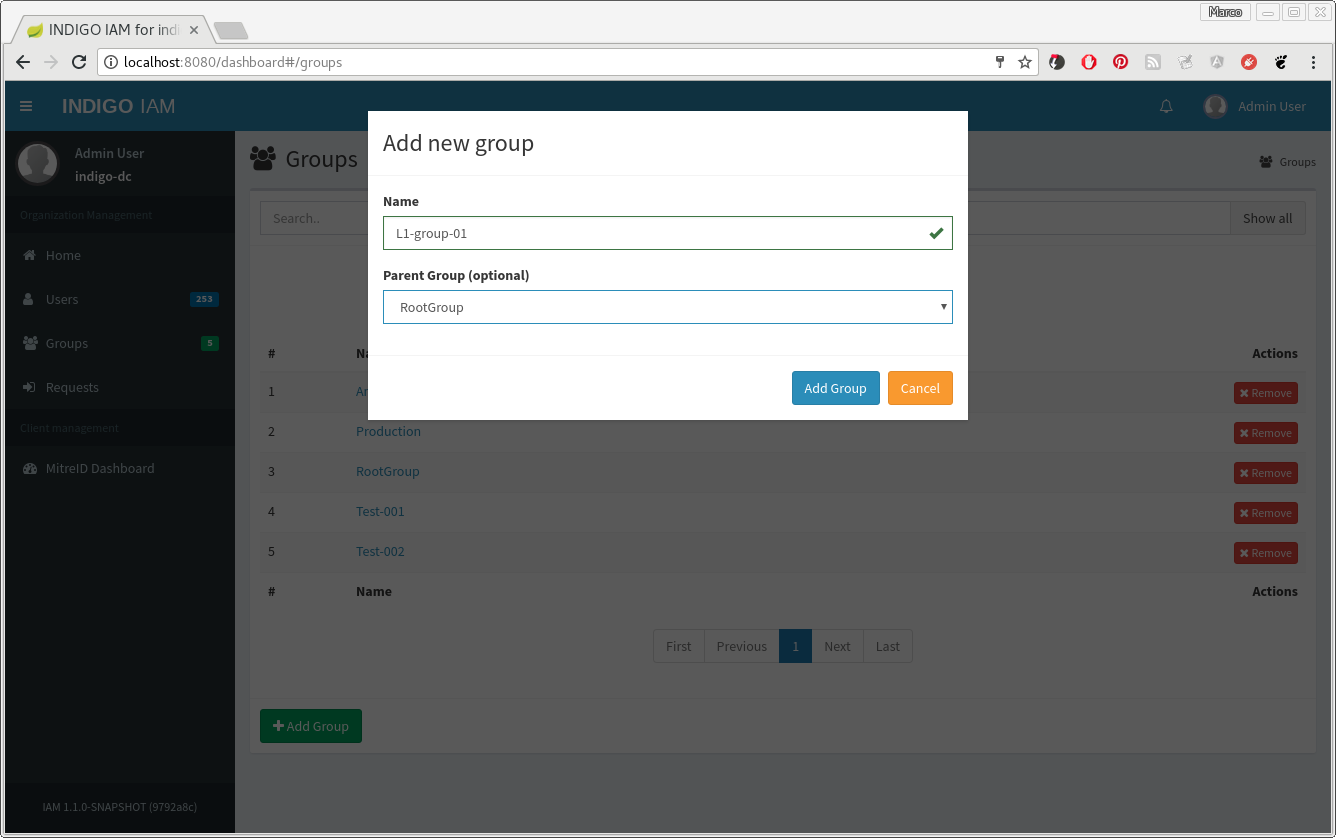 Marco
INDIGO IAM for ind
localhost:8080/dashboard#/groups
INDIGO IAM
Admin User
Admin User
indigo-dc
Organization Management
Home
Users 253
Groups 5
Requests
Client management
MitreID Dashboard
IAM 1.1.0-SNAPSHOT (9792a8c)
Groups
Groups
Search..
Show all
Add new group
Name
L1-group-01
Parent Group (optional)
RootGroup
Add Group Cancel
# Actions
1 Remove
2 Production Remove
3 RootGroup Remove
4 Test-001 Remove
5 Test-002 Remove
# Name Actions
First Previous 1 Next Last
Add Group